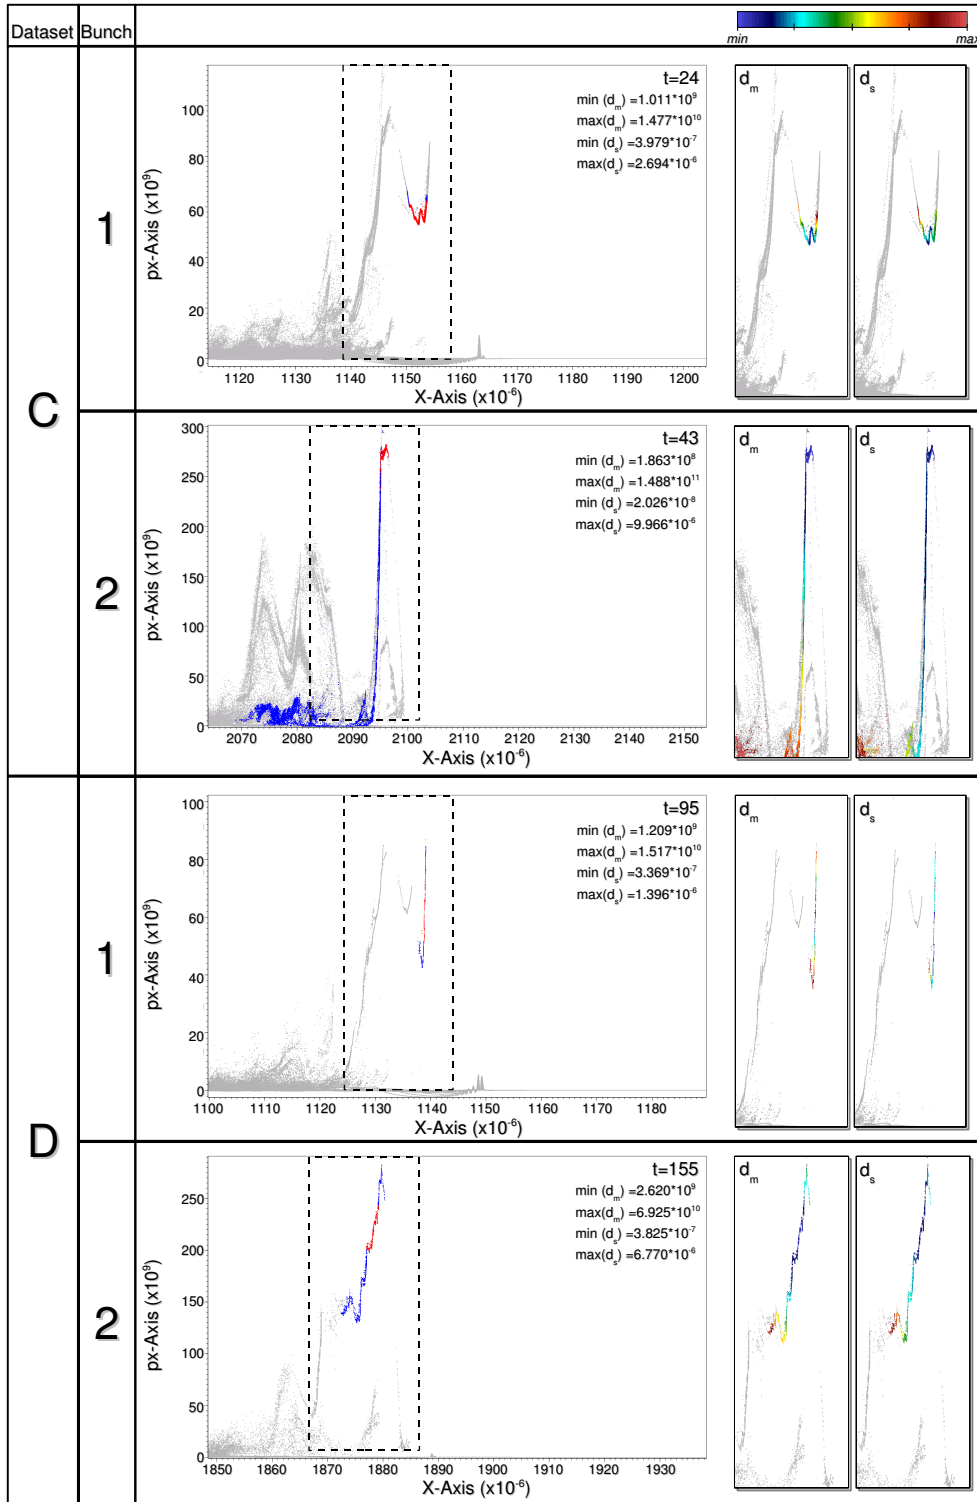 Dataset Bunch
min max
C
1
t=24
min (dm) =1.011*10^9
max(dm) =1.477*10^10
min (ds) =3.979*10^-7
max(ds) =2.694*10^-6
px-Axis (x10^9)
100
80
60
40
20
0
1120 1130 1140 1150 1160 1170 1180 1190 1200
X-Axis (x10^-6)
dm ds
2
t=43
min (dm) =1.863*10^8
max(dm) =1.488*10^11
min (ds) =2.026*10^-8
max(ds) =9.966*10^-6
px-Axis (x10^9)
300
250
200
150
100
50
0
2070 2080 2090 2100 2110 2120 2130 2140 2150
X-Axis (x10^-6)
dm ds
D
1
t=95
min (dm) =1.209*10^9
max(dm) =1.517*10^10
min (ds) =3.369*10^-7
max(ds) =1.396*10^-6
px-Axis (x10^9)
100
80
60
40
20
0
1100 1110 1120 1130 1140 1150 1160 1170 1180
X-Axis (x10^-6)
dm ds
2
t=155
min (dm) =2.620*10^9
max(dm) =6.925*10^10
min (ds) =3.825*10^-7
max(ds) =6.770*10^-6
px-Axis (x10^9)
250
200
150
100
50
0
1850 1860 1870 1880 1890 1900 1910 1920 1930
X-Axis (x10^-6)
dm ds